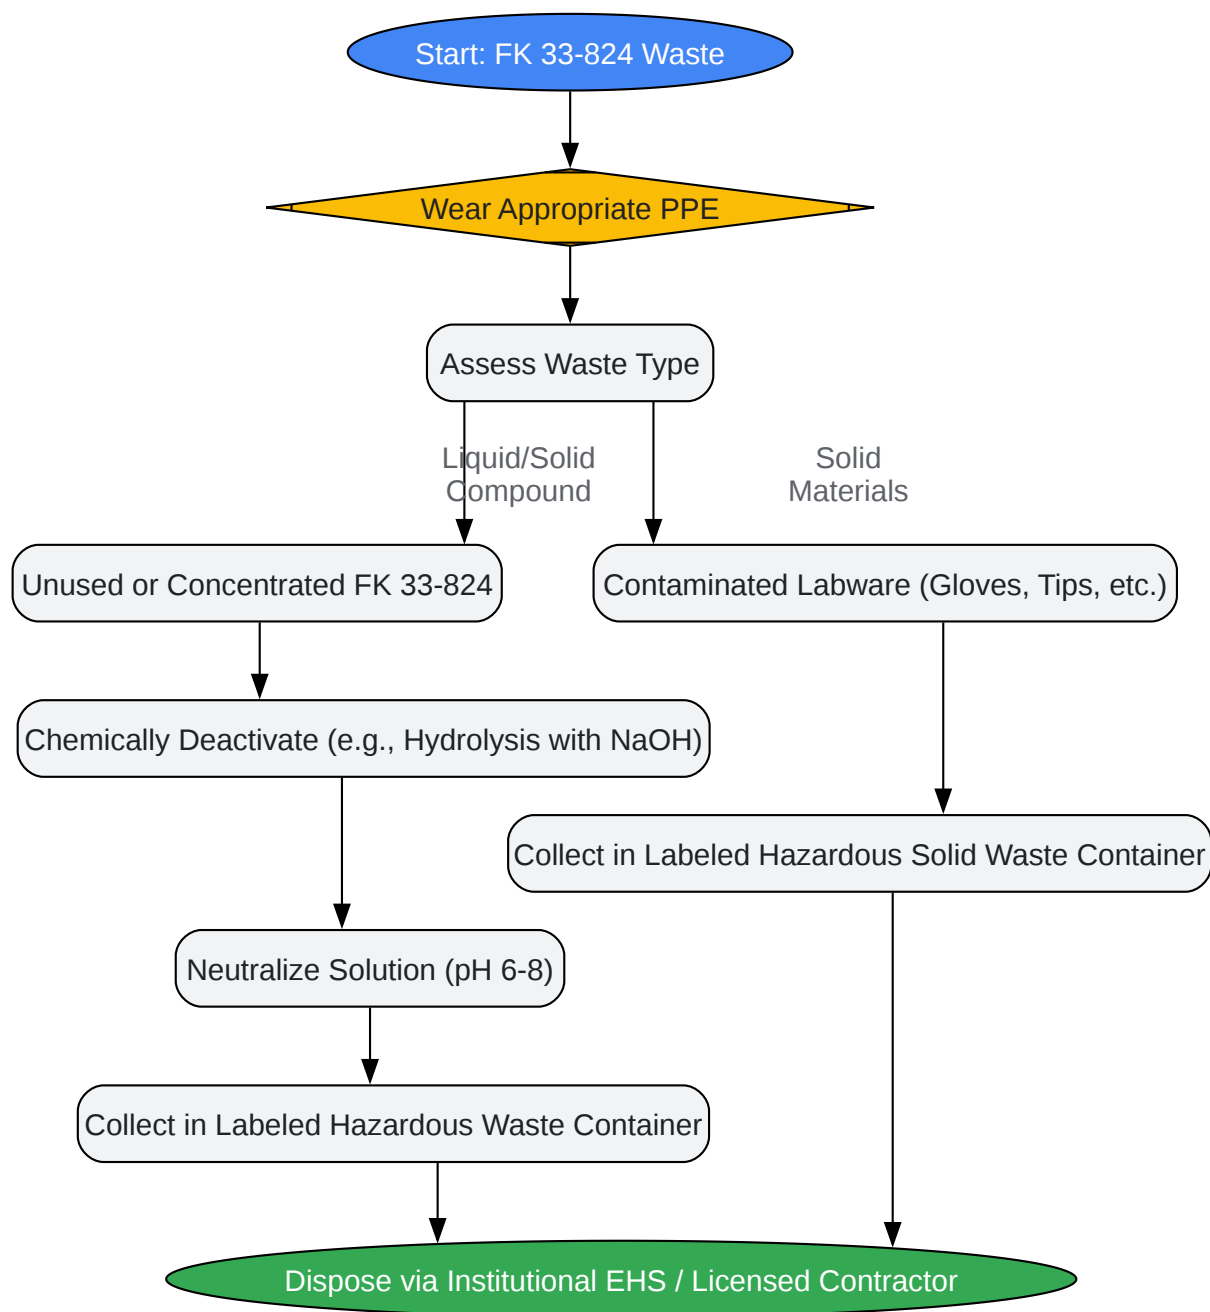 Start: FK 33-824 Waste
Wear Appropriate PPE
Assess Waste Type
Liquid/Solid
Compound
Solid
Materials
Unused or Concentrated FK 33-824
Contaminated Labware (Gloves, Tips, etc.)
Chemically Deactivate (e.g., Hydrolysis with NaOH)
Collect in Labeled Hazardous Solid Waste Container
Neutralize Solution (pH 6-8)
Collect in Labeled Hazardous Waste Container
Dispose via Institutional EHS / Licensed Contractor